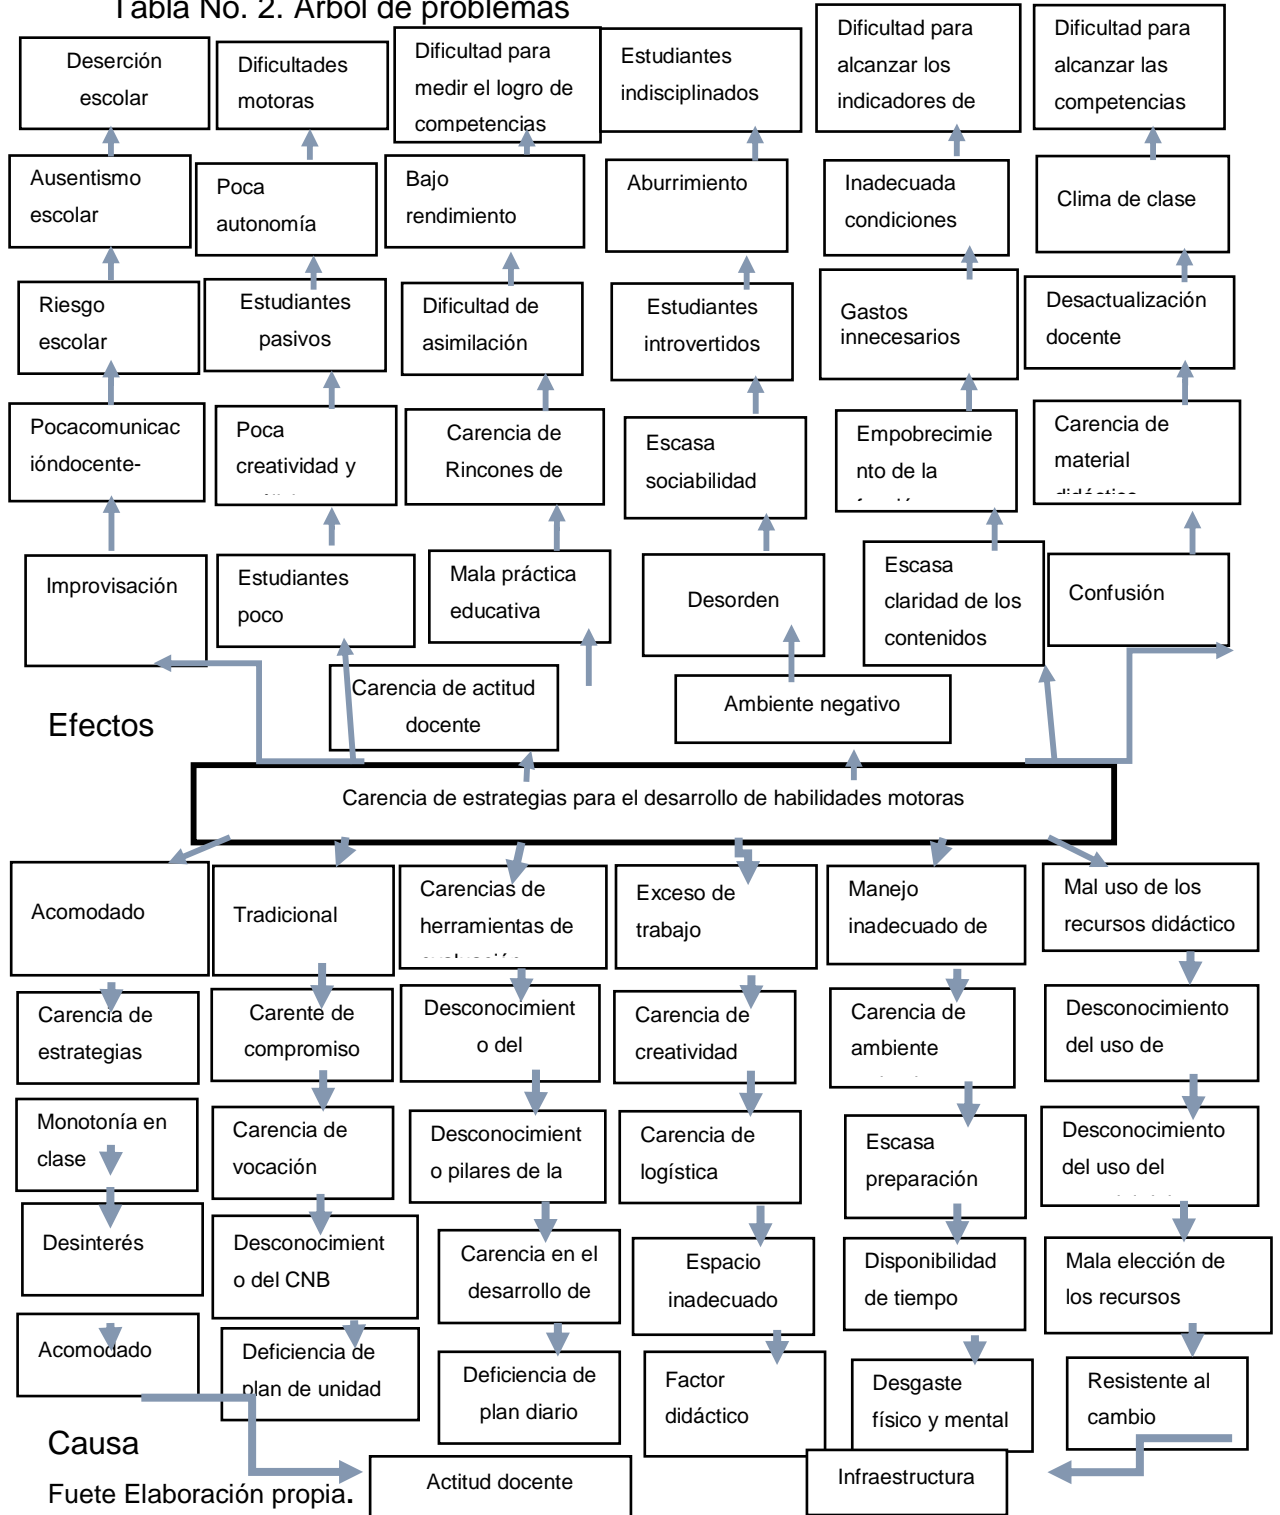 Tabla No. 2. Árbol de problemas
Deserción
escolar
Dificultades
motoras
Dificultad para
medir el logro de
competencias
Estudiantes
indisciplinados
Dificultad para
alcanzar los
indicadores de
Dificultad para
alcanzar las
competencias
Ausentismo
escolar
Poca
autonomía
Bajo
rendimiento
Aburrimiento
Inadecuada
condiciones
Clima de clase
Riesgo
escolar
Estudiantes
pasivos
Dificultad de
asimilación
Estudiantes
introvertidos
Gastos
innecesarios
Desactualización
docente
Pocacomunicac
ióndocente-
Poca
creatividad y
Carencia de
Rincones de
Escasa
sociabilidad
Empobrecimie
nto de la
Carencia de
material
didáctico
Improvisación
Estudiantes
poco
Mala práctica
educativa
Desorden
Escasa
claridad de los
contenidos
Confusión
Carencia de actitud
docente
Ambiente negativo
Efectos
Carencia de estrategias para el desarrollo de habilidades motoras
Acomodado
Tradicional
Carencias de
herramientas de
evaluación
Exceso de
trabajo
Manejo
inadecuado de
Mal uso de los
recursos didáctico
Carencia de
estrategias
Carente de
compromiso
Desconocimient
o del
Carencia de
creatividad
Carencia de
ambiente
Desconocimiento
del uso de
Monotonía en
clase
Carencia de
vocación
Desconocimient
o pilares de la
Carencia de
logística
Escasa
preparación
Desconocimiento
del uso del
Desinterés
Desconocimient
o del CNB
Carencia en el
desarrollo de
Espacio
inadecuado
Disponibilidad
de tiempo
Mala elección de
los recursos
Acomodado
Deficiencia de
plan de unidad
Deficiencia de
plan diario
Factor
didáctico
Desgaste
físico y mental
Resistente al
cambio
Causa
Actitud docente
Infraestructura
Fuete Elaboración propia.